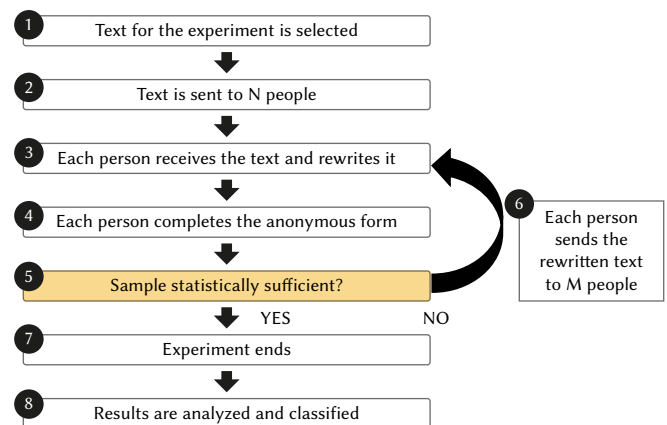 1
Text for the experiment is selected
2
Text is sent to N people
3
Each person receives the text and rewrites it
4
Each person completes the anonymous form
5
Sample statistically sufficient?
YES
NO
6
Each person
sends the
rewritten text
to M people
7
Experiment ends
8
Results are analyzed and classified